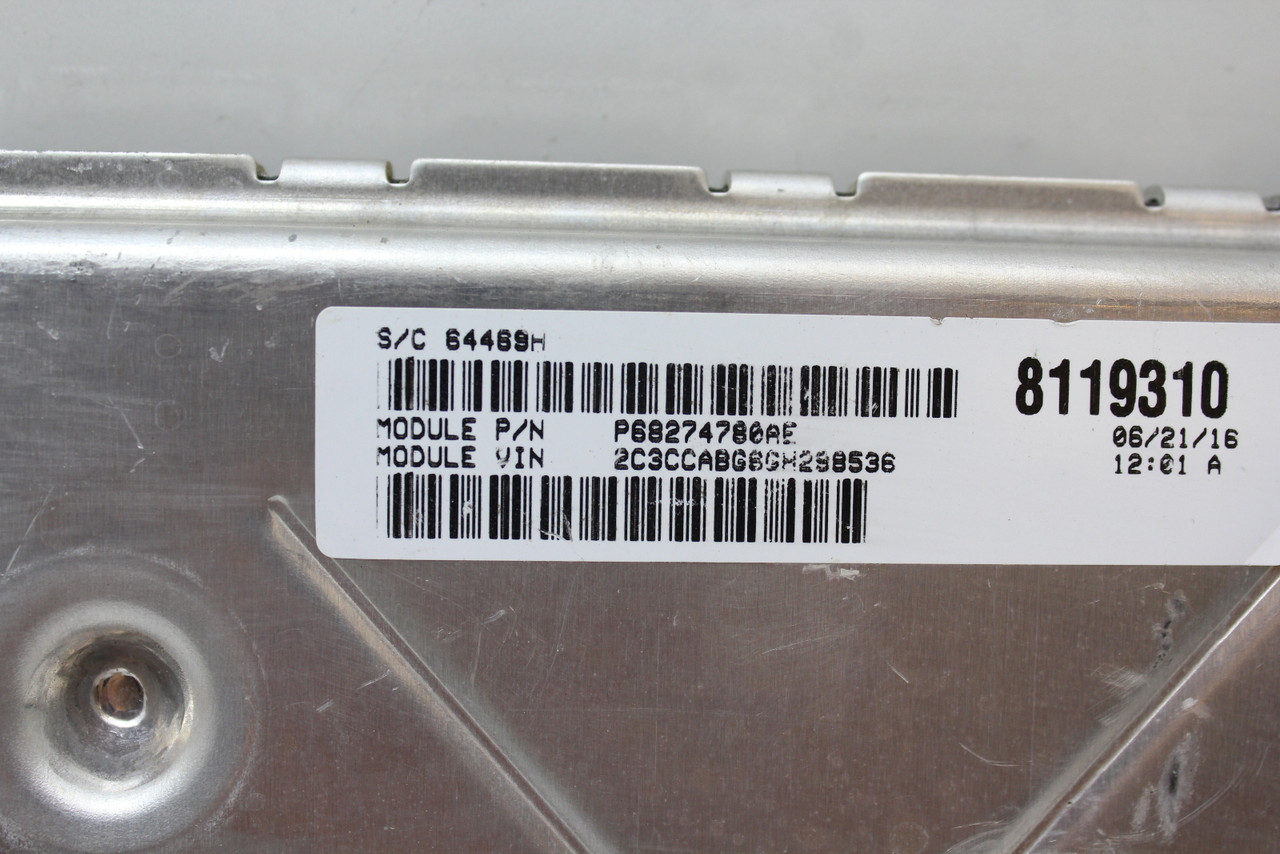 S/C 64469H
8119310
MODULE P/N P68274780AE
06/21/16
MODULE VIN 2C3CCABG6GH298536
12:01 A